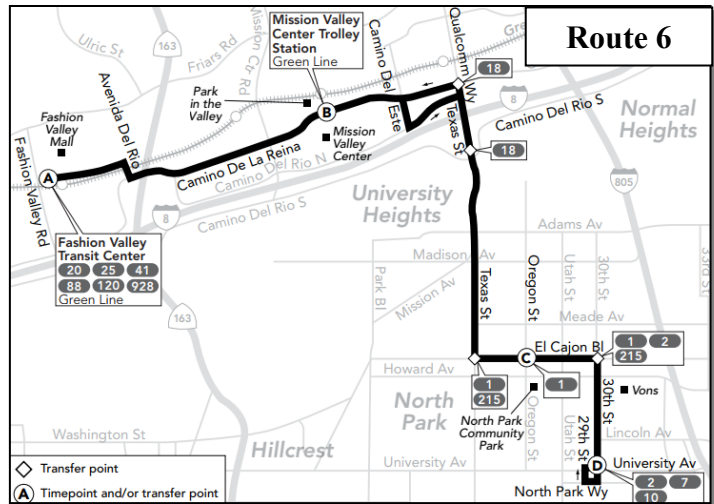 Route 6
Mission Valley
Center Trolley
Station
Green Line
Ulric St
163
Friars Rd
Mission Ctr Rd
Camino Del
Este
Qualcomm Wy
18
Avenida Del Rio
Park
in the
Valley
B
Fashion
Valley
Mall
Mission
Valley
Center
8
Camino Del Rio S
Texas St
Normal
Heights
Camino De La Reina
Camino Del Rio N
18
A
Fashion Valley Rd
8
Camino Del Rio S
University
Heights
805
Fashion Valley
Transit Center
20 25 41
88 120 928
Green Line
Adams Av
Madison Av
Mission Av
Park Bl
Texas St
Oregon St
Utah St
30th St
33rd St
163
Meade Av
El Cajon Bl
C
1 2
215
Howard Av
1
215
1
North
Park
North Park
Community
Park
Oregon St
Utah St
30th St
Vons
29th St
Lincoln Av
Washington St
Hillcrest
University Av
D
University Av
2 7
10
North Park Wy
Transfer point
A
Timepoint and/or transfer point